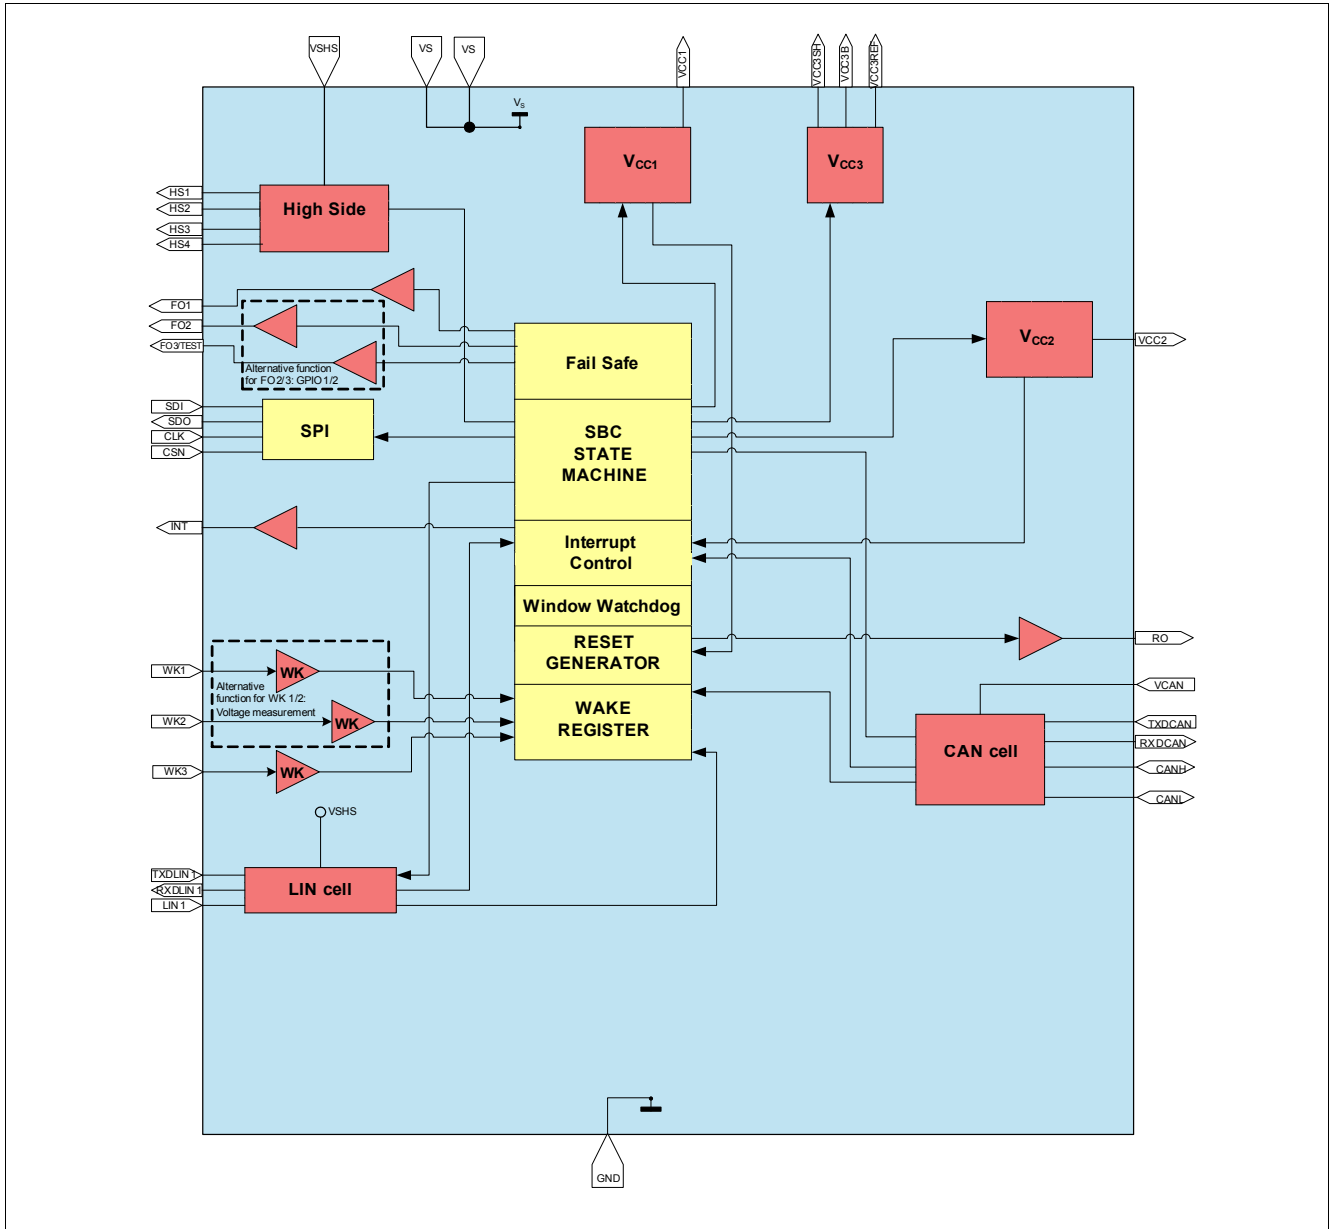 VSHS
VS
VS
VCC1
VCC3SH
VCC3B
VCC3REF
VS
VCC1
VCC3
HS1
HS2
HS3
HS4
High Side
FO1
FO2
FO3/TEST
Alternative function
for FO2/3: GPIO1/2
Fail Safe
VCC2
VCC2
SDI
SDO
CLK
CSN
SPI
SBC
STATE
MACHINE
INT
Interrupt
Control
Window Watchdog
RESET
GENERATOR
RO
WK1
WK
Alternative
function for WK 1/2:
Voltage measurement
WK2
WK
WK3
WK
WAKE
REGISTER
VCAN
TXDCAN
RXDCAN
CANH
CANL
CAN cell
VSHS
TXDLIN1
RXDLIN1
LIN1
LIN cell
GND